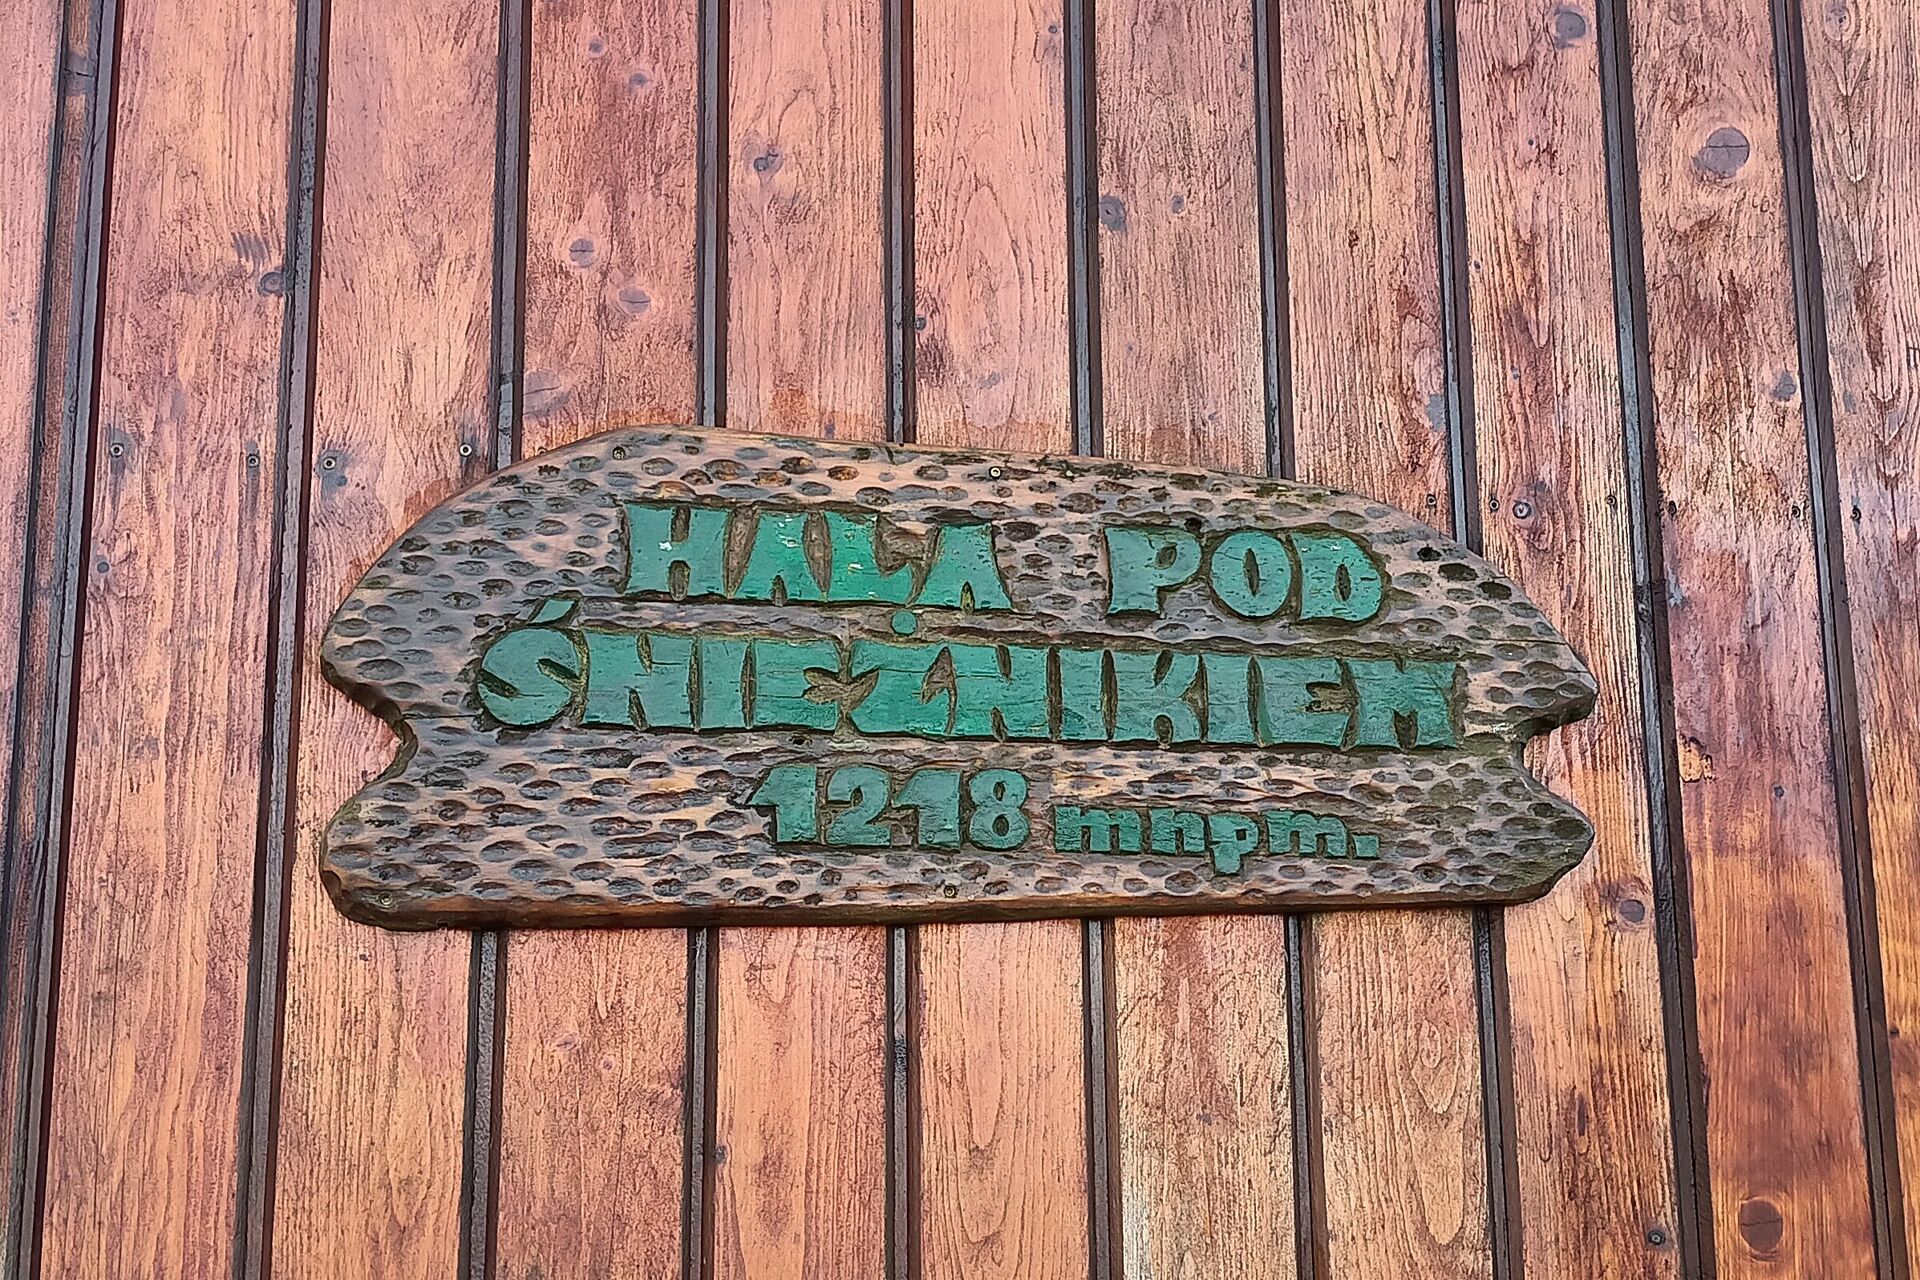 HALA POD
ŚNIEŻNIKIEM
1218 mnpm.